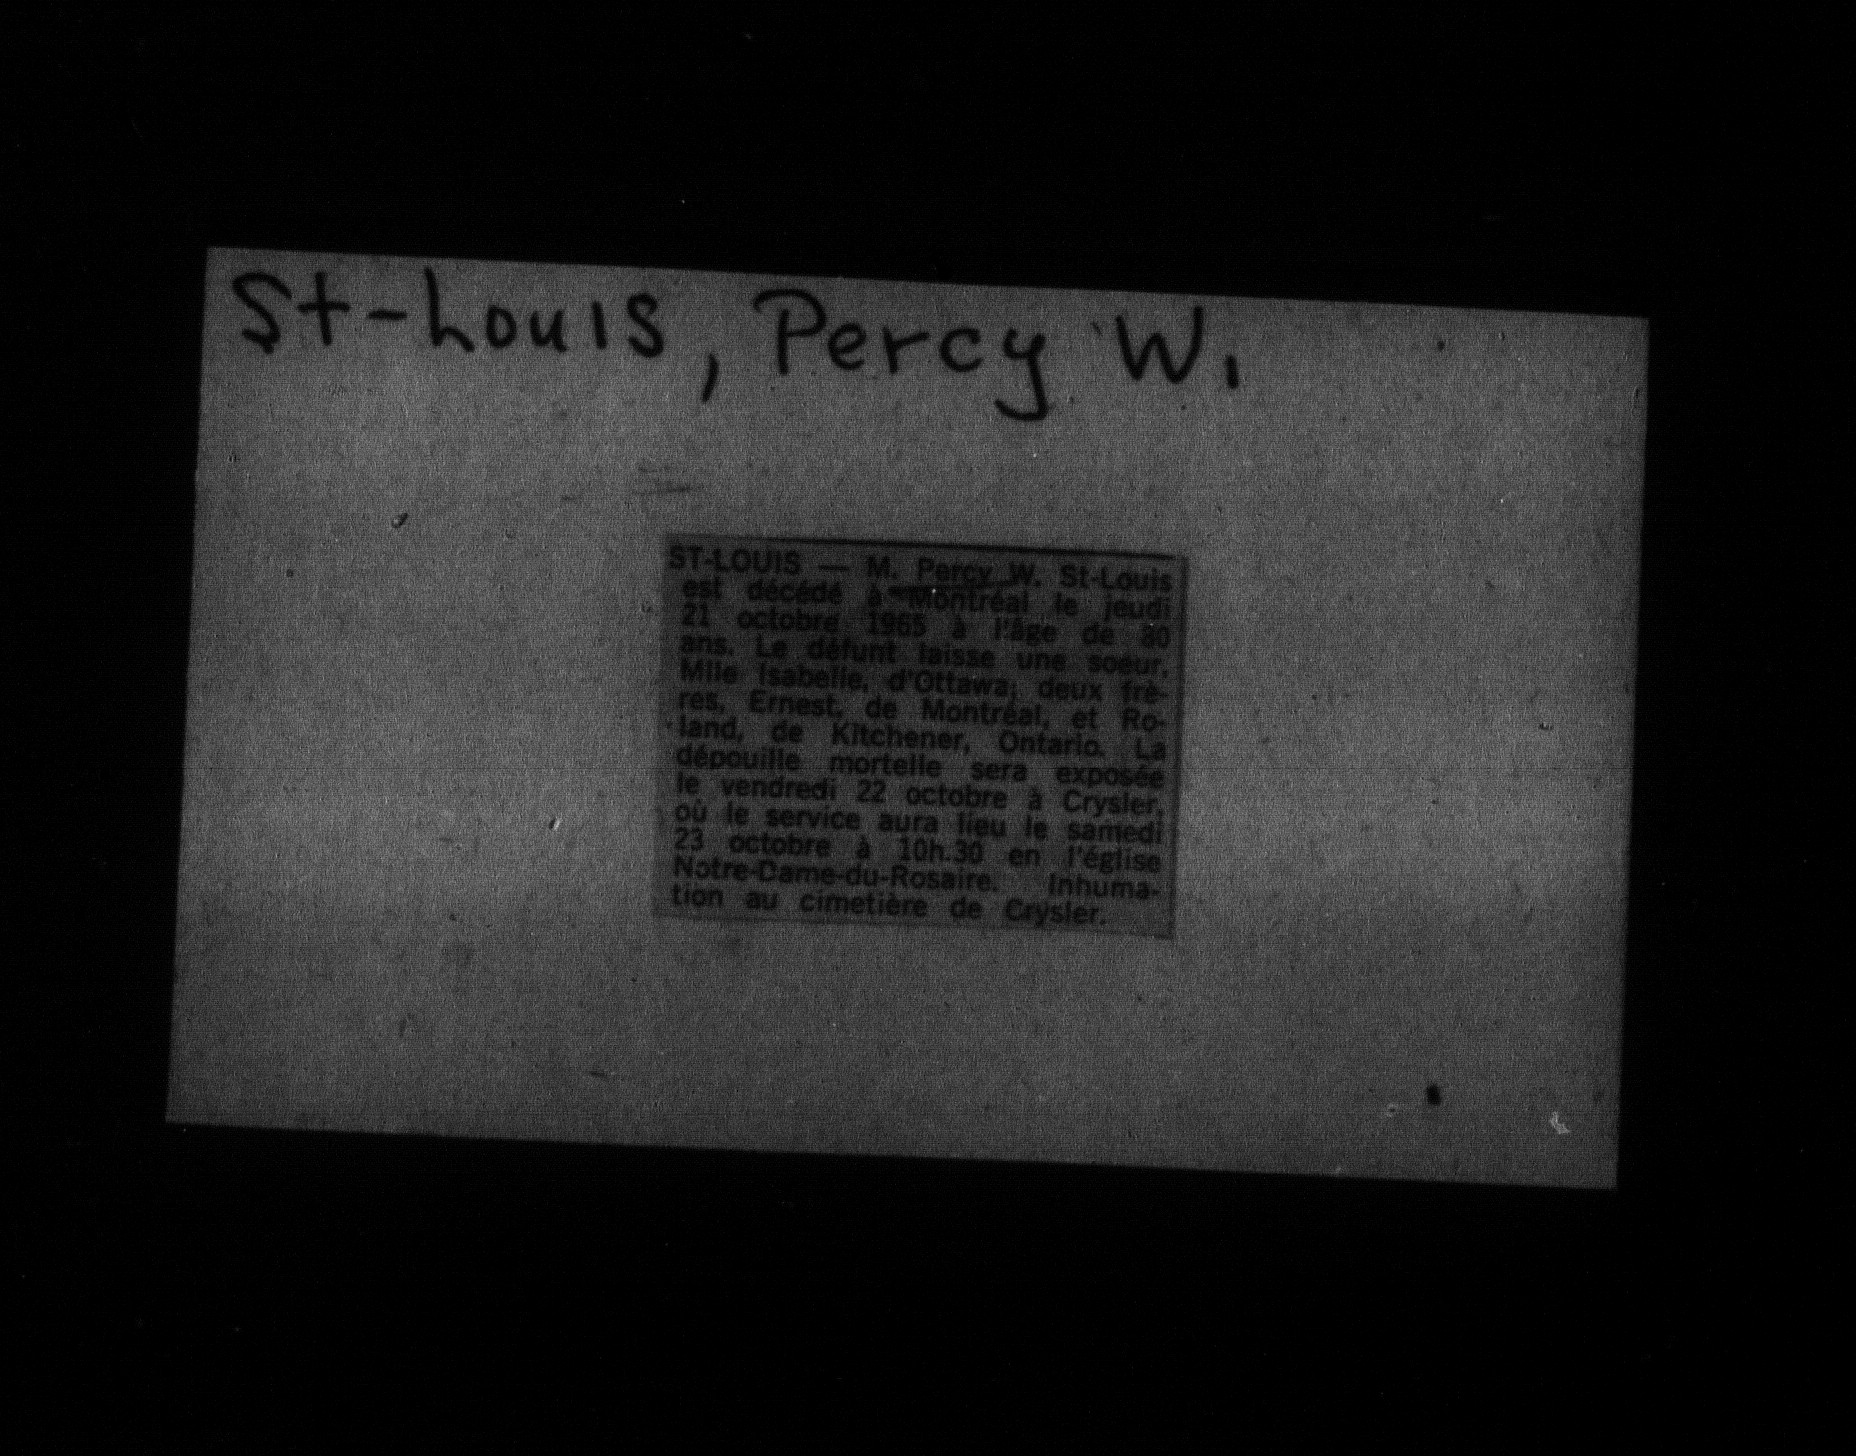 St-Louis, Percy W.
ST-LOUIS — M. Percy W. St-Louis
est décédé à Montréal le jeudi
21 octobre 1965 à l'âge de 80
ans. Le défunt laisse une soeur,
Mlle Isabelle, d'Ottawa; deux frè-
res, Ernest, de Montréal, et Ro-
land, de Kitchener, Ontario. La
dépouille mortelle sera exposée
le vendredi 22 octobre à Crysler,
où le service aura lieu le samedi
23 octobre à 10h.30 en l'église
Notre-Dame-du-Rosaire. Inhuma-
tion au cimetière de Crysler.